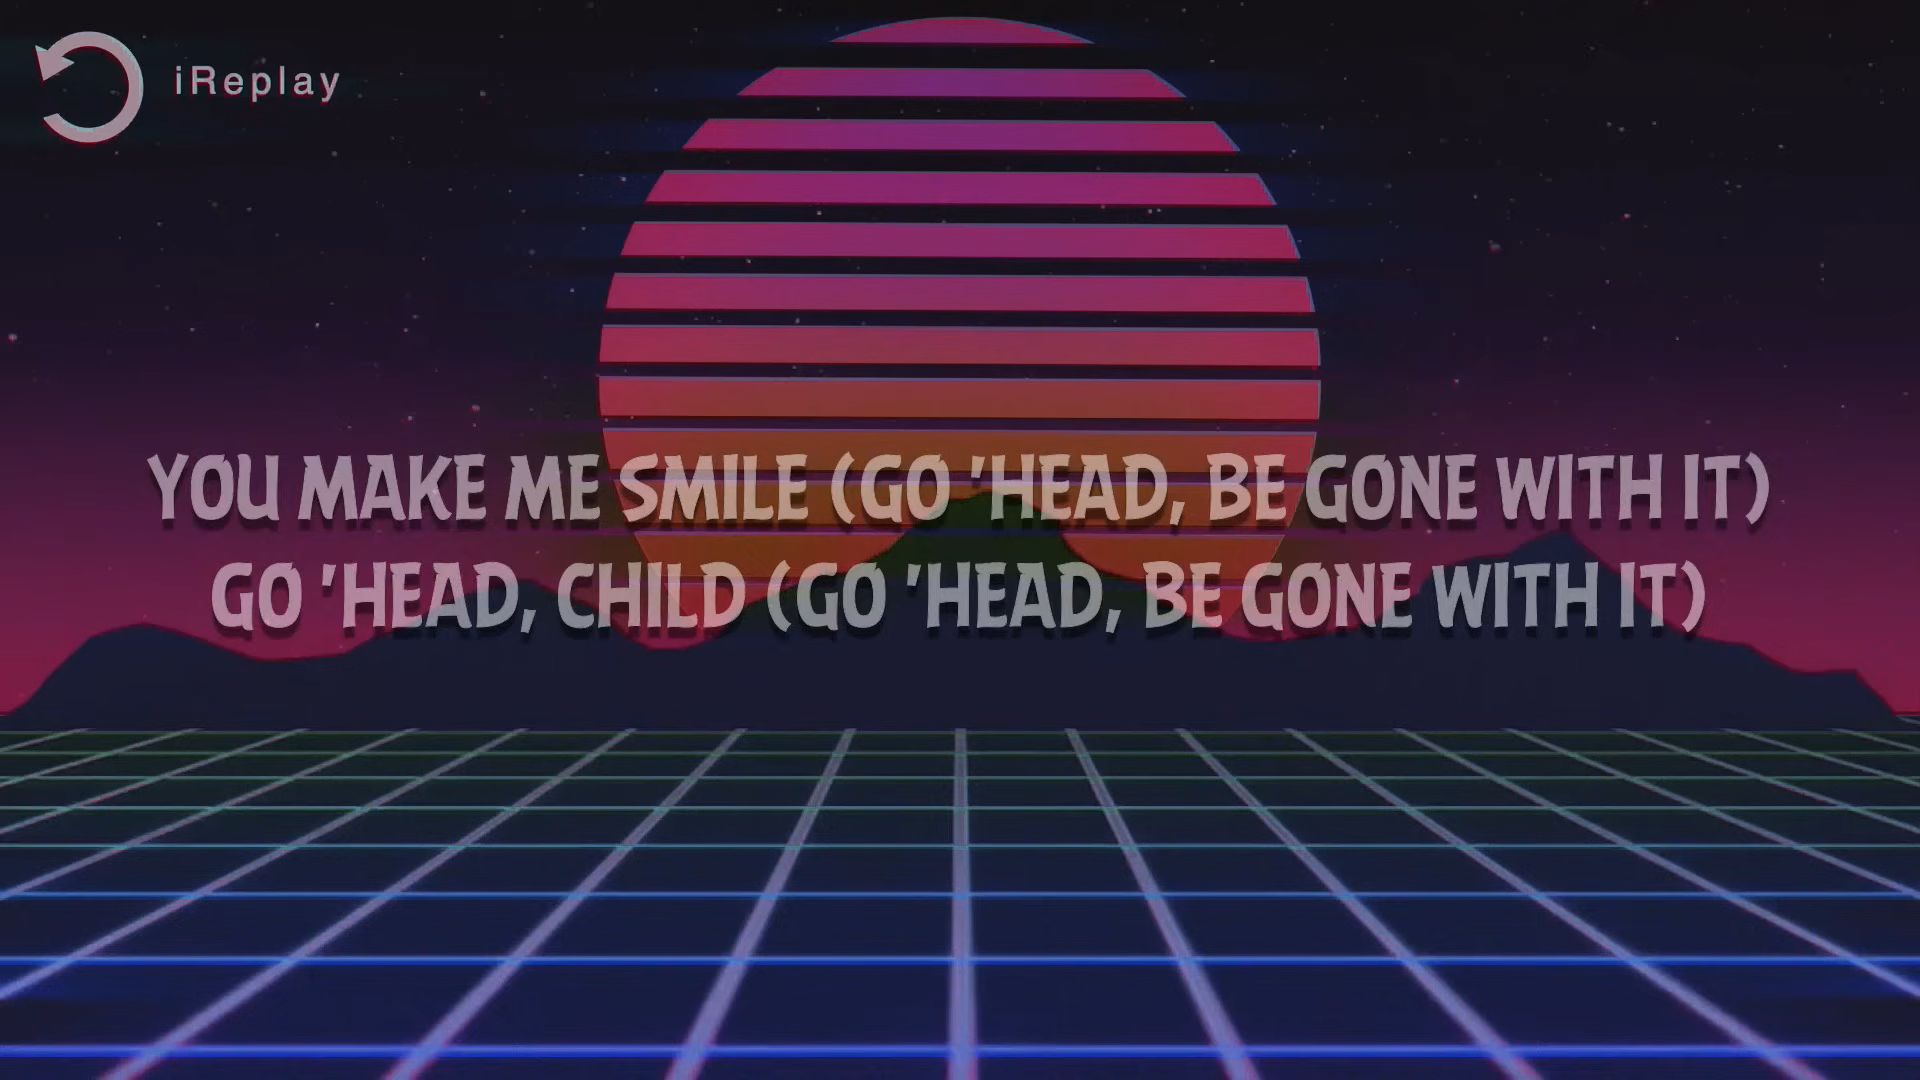 iReplay
YOU MAKE ME SMILE (GO 'HEAD, BE GONE WITH IT)
GO 'HEAD, CHILD (GO 'HEAD, BE GONE WITH IT)